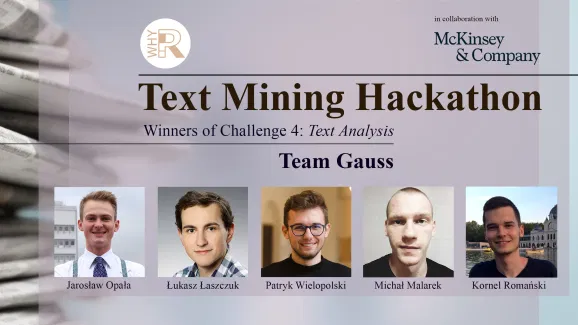 WHY R
in collaboration with
McKinsey
& Company
Text Mining Hackathon
Winners of Challenge 4: Text Analysis
Team Gauss
Jarosław Opała
Łukasz Łaszczuk
Patryk Wielopolski
Michał Malarek
Kornel Romański